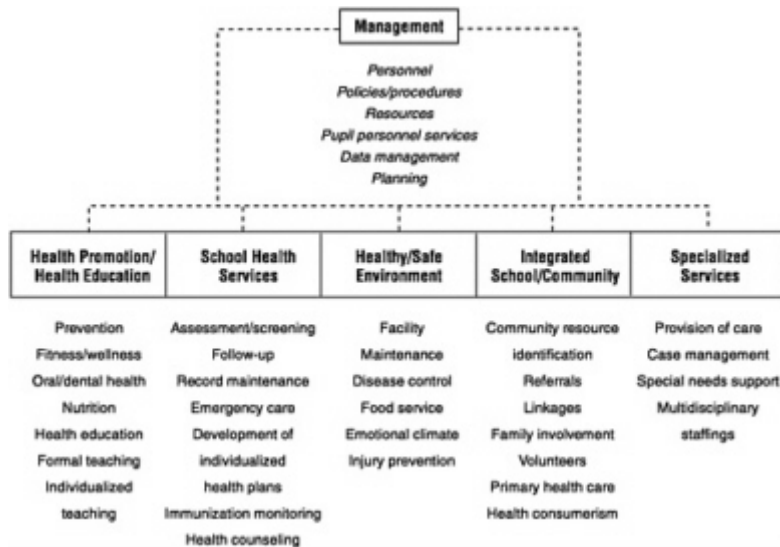 Management
Personnel
Policies/procedures
Resources
Pupil personnel services
Data management
Planning
Health Promotion/
Health Education
School Health
Services
Healthy/Safe
Environment
Integrated
School/Community
Specialized
Services
Prevention
Fitness/wellness
Oral/dental health
Nutrition
Health education
Formal teaching
Individualized
teaching
Assessment/screening
Follow-up
Record maintenance
Emergency care
Development of
individualized
health plans
Immunization monitoring
Health counseling
Facility
Maintenance
Disease control
Food service
Emotional climate
Injury prevention
Community resource
identification
Referrals
Linkages
Family involvement
Volunteers
Primary health care
Health consumerism
Provision of care
Case management
Special needs support
Multidisciplinary
staffings